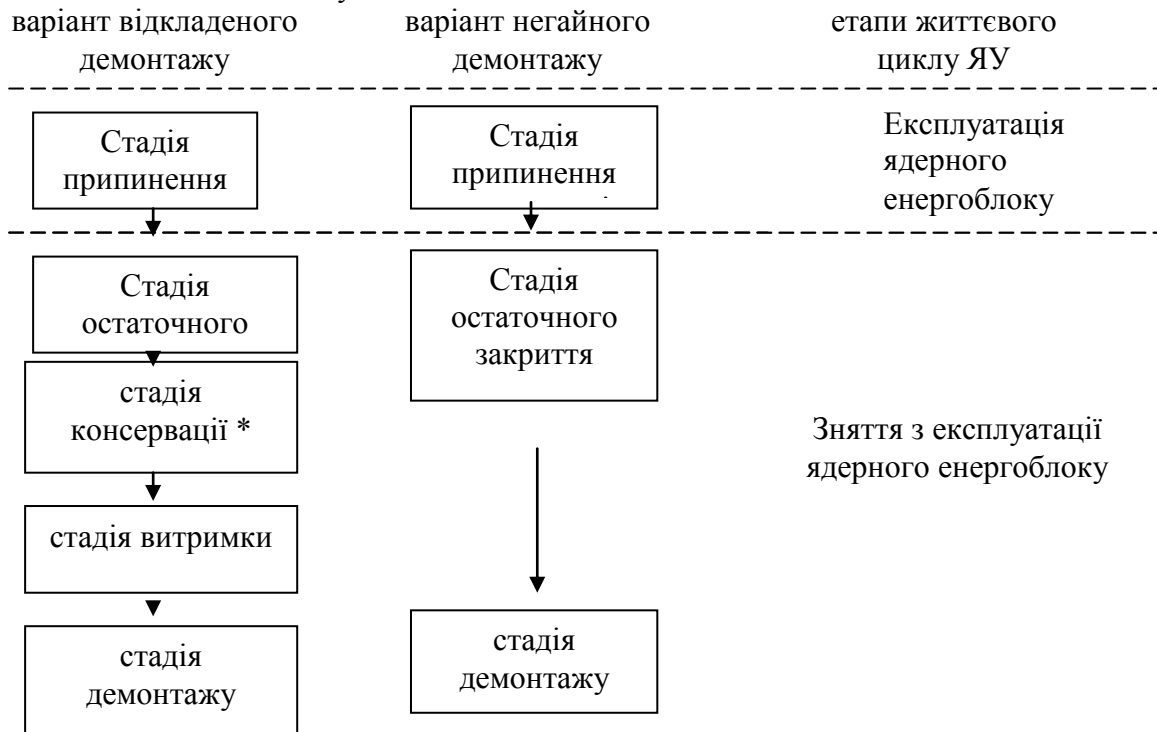 варіант відкладеного
демонтажу
варіант негайного
демонтажу
етапи життєвого
циклу ЯУ
Стадія
припинення
Стадія
припинення
Експлуатація
ядерного
енергоблоку
Стадія
остаточного
Стадія
остаточного
закриття
стадія
консервації *
Зняття з експлуатації
ядерного енергоблоку
стадія витримки
стадія
демонтажу
стадія
демонтажу